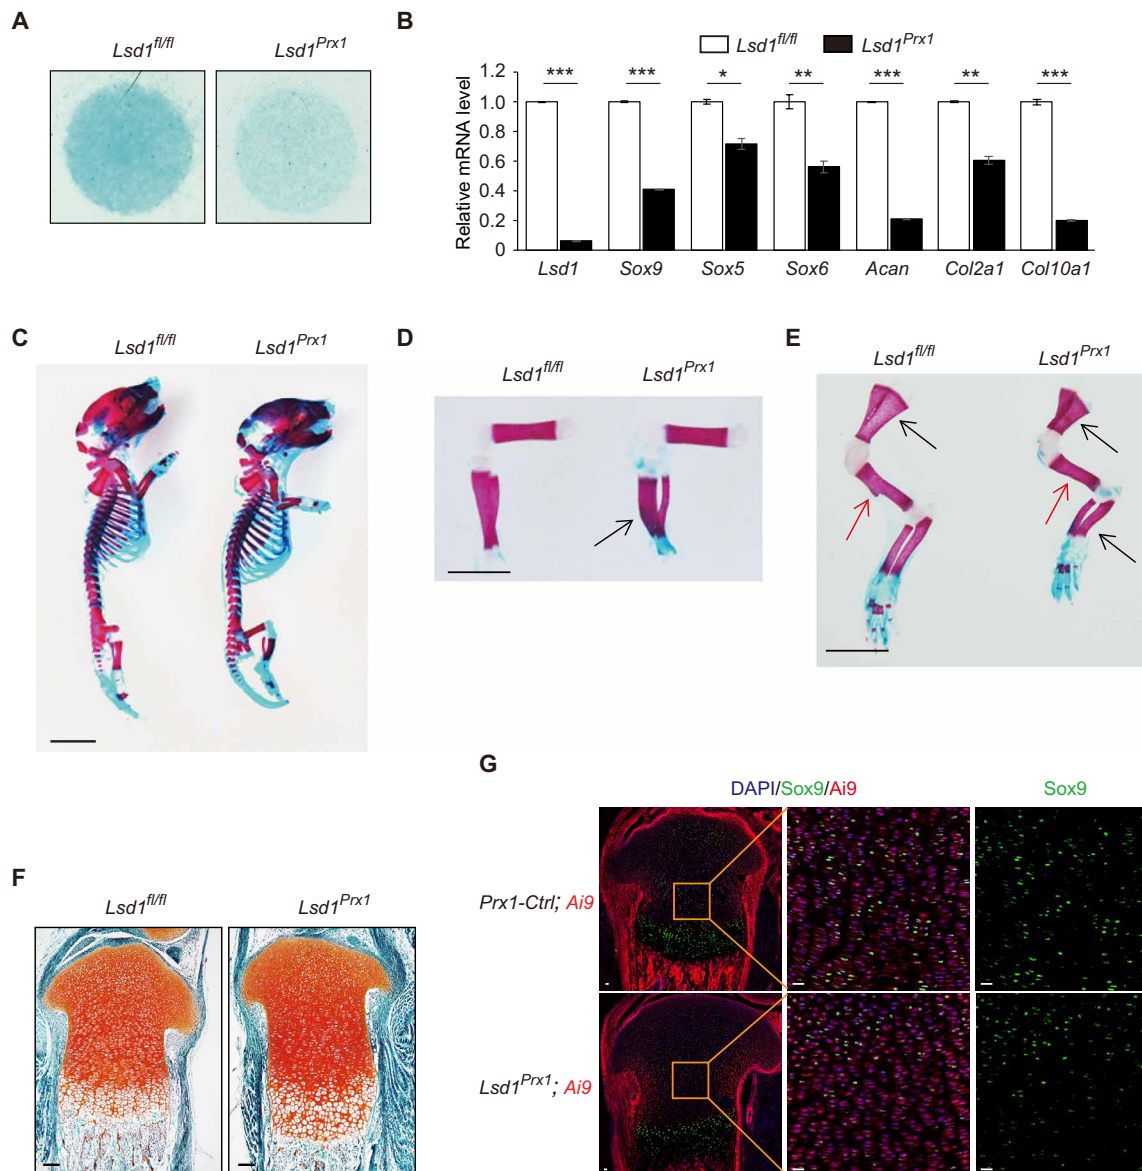 A
Lsd1fl/fl
Lsd1Prx1
B
Lsd1fl/fl
Lsd1Prx1
Relative mRNA level
1.2
1.0
0.8
0.6
0.4
0.2
0
***
***
*
**
***
**
***
Lsd1
Sox9
Sox5
Sox6
Acan
Col2a1
Col10a1
C
Lsd1fl/fl
Lsd1Prx1
D
Lsd1fl/fl
Lsd1Prx1
E
Lsd1fl/fl
Lsd1Prx1
F
Lsd1fl/fl
Lsd1Prx1
G
DAPI/Sox9/Ai9
Sox9
Prx1-Ctrl; Ai9
Lsd1Prx1; Ai9